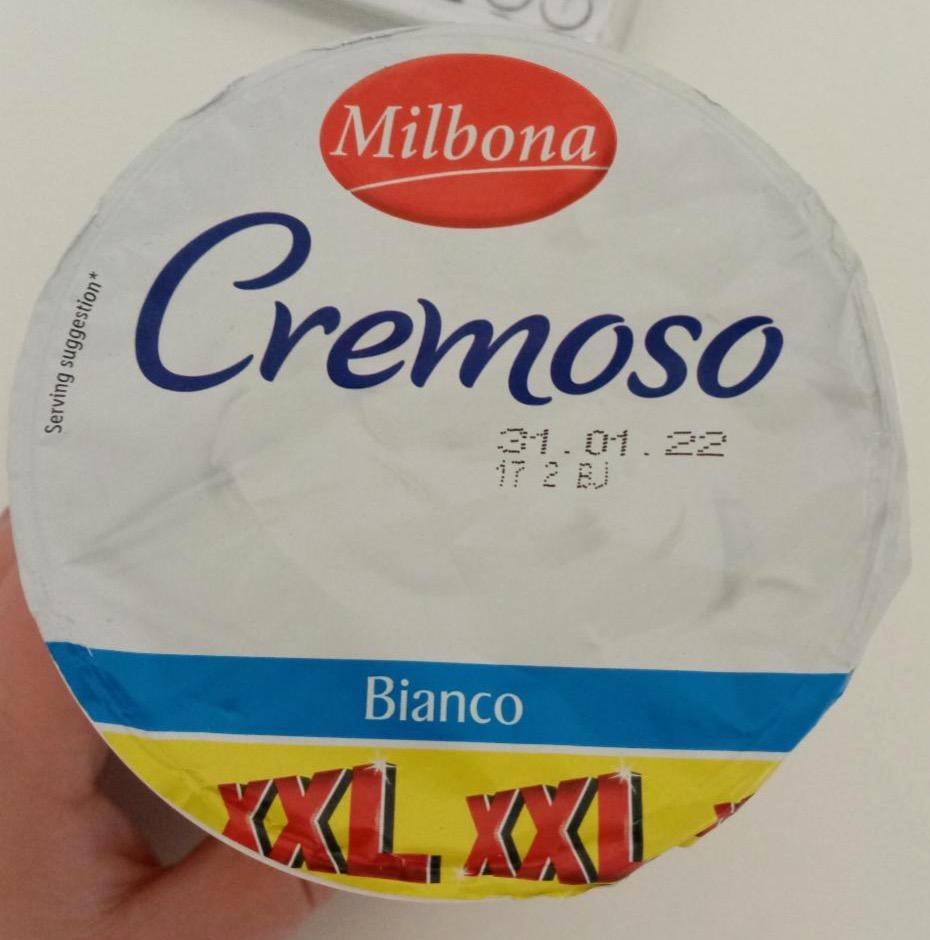 Milbona
Cremoso
Serving suggestion*
31.01.22
17 2 BJ
Bianco
XXL XXL